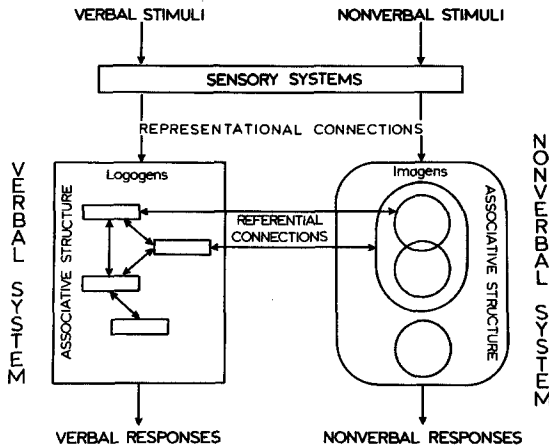 VERBAL STIMULI
NONVERBAL STIMULI
SENSORY SYSTEMS
REPRESENTATIONAL CONNECTIONS
VERBAL SYSTEM
ASSOCIATIVE STRUCTURE
Logogens
REFERENTIAL
CONNECTIONS
Imagens
ASSOCIATIVE STRUCTURE
NONVERBAL SYSTEM
VERBAL RESPONSES
NONVERBAL RESPONSES